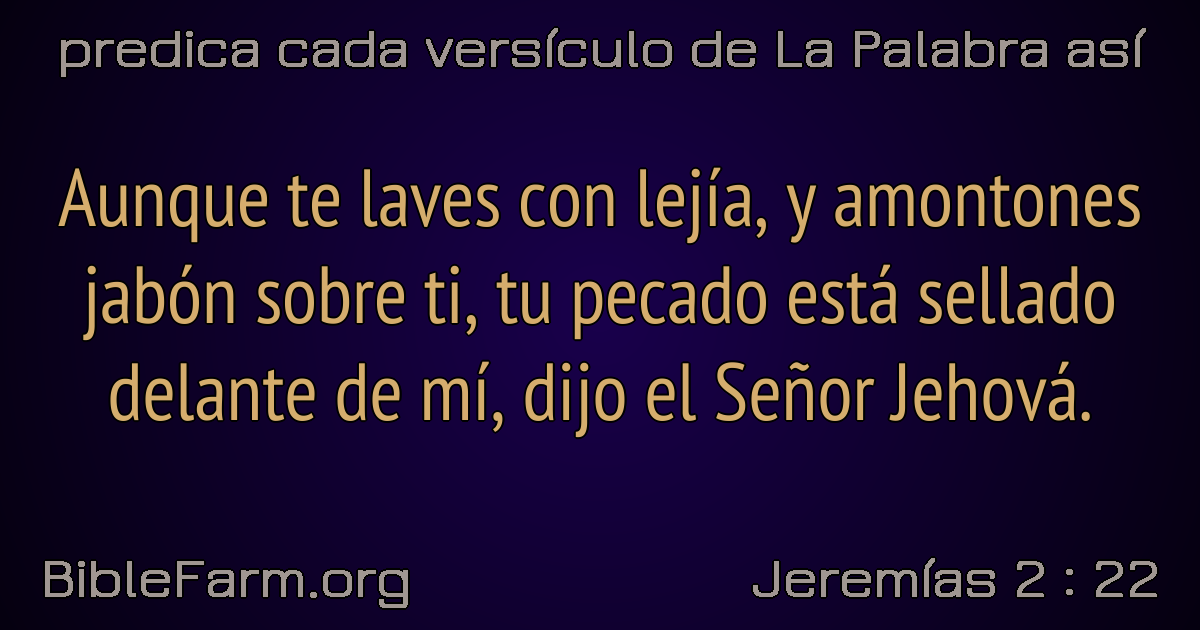 predica cada versículo de La Palabra así
Aunque te laves con lejía, y amontones
jabón sobre ti, tu pecado está sellado
delante de mí, dijo el Señor Jehová.
BibleFarm.org
Jeremías 2 : 22